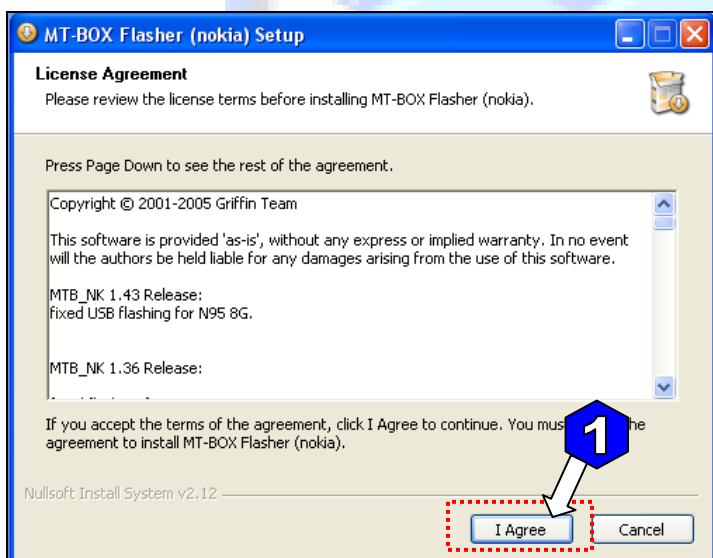 MT-BOX Flasher (nokia) Setup
License Agreement
Please review the license terms before installing MT-BOX Flasher (nokia).
Press Page Down to see the rest of the agreement.
Copyright © 2001-2005 Griffin Team
This software is provided 'as-is', without any express or implied warranty. In no event
will the authors be held liable for any damages arising from the use of this software.
MTB_NK 1.43 Release:
fixed USB flashing for N95 8G.
MTB_NK 1.36 Release:
If you accept the terms of the agreement, click I Agree to continue. You must he
agreement to install MT-BOX Flasher (nokia).
1
Nullsoft Install System v2.12
I Agree
Cancel